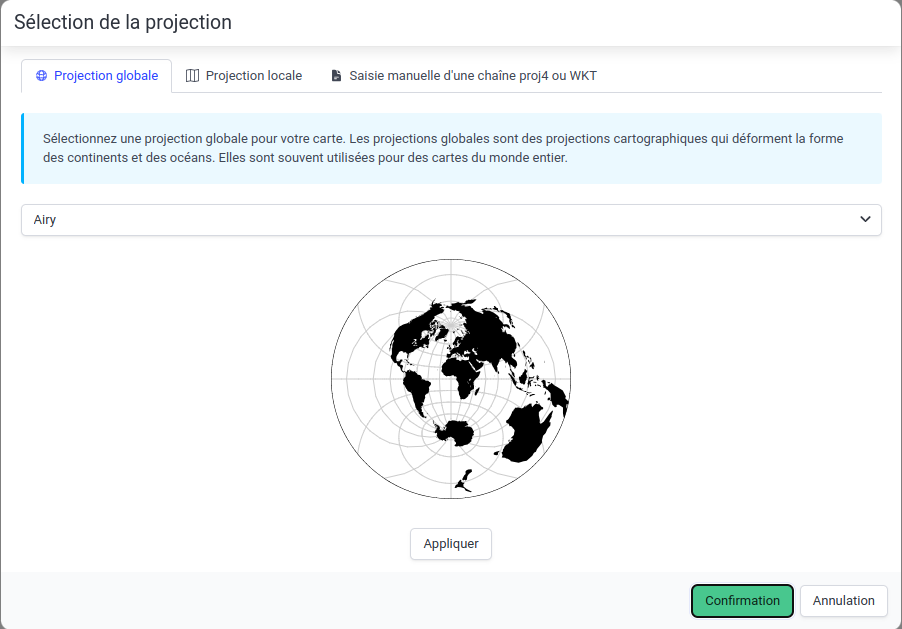 Sélection de la projection
Projection globale
Projection locale
Saisie manuelle d'une chaîne proj4 ou WKT
Sélectionnez une projection globale pour votre carte. Les projections globales sont des projections cartographiques qui déforment la forme
des continents et des océans. Elles sont souvent utilisées pour des cartes du monde entier.
Airy
Appliquer
Confirmation
Annulation